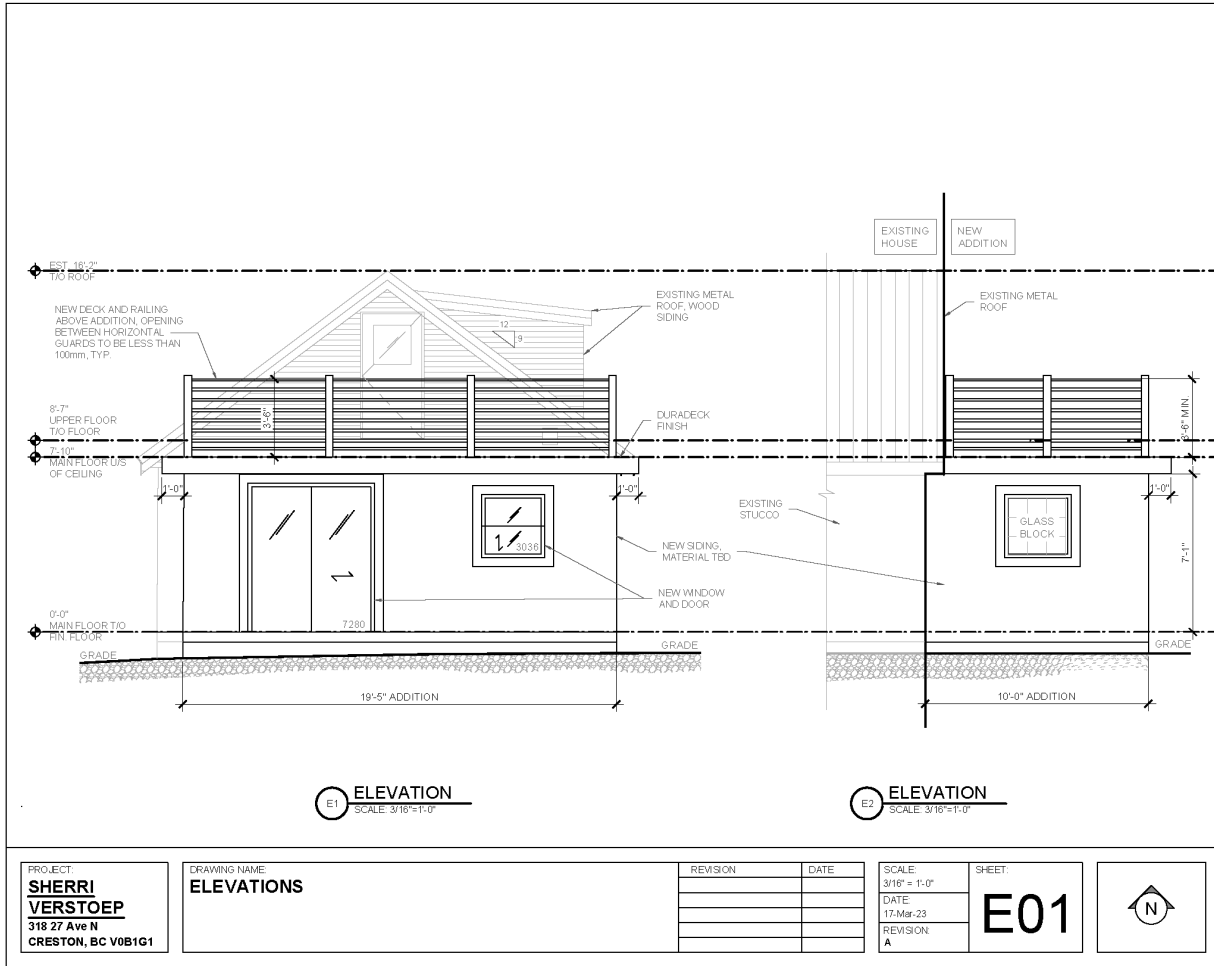 EXISTING
HOUSE
NEW
ADDITION
EST. 16'-2"
T/O ROOF
NEW DECK AND RAILING
ABOVE ADDITION, OPENING
BETWEEN HORIZONTAL
GUARDS TO BE LESS THAN
100mm, TYP.
EXISTING METAL
ROOF, WOOD
SIDING
12
9
EXISTING METAL
ROOF
8'-7"
UPPER FLOOR
T/O FLOOR
3'-6"
DURADECK
FINISH
3'-6" MIN.
7'-10"
MAIN FLOOR U/S
OF CEILING
1'-0"
1'-0"
1'-0"
EXISTING
STUCCO
GLASS
BLOCK
3036
NEW SIDING,
MATERIAL TBD
7'-1"
NEW WINDOW
AND DOOR
0'-0"
MAIN FLOOR T/O
FIN. FLOOR
7280
GRADE
GRADE
GRADE
19'-5" ADDITION
10'-0" ADDITION
E1
ELEVATION
SCALE: 3/16"=1'-0"
E2
ELEVATION
SCALE: 3/16"=1'-0"
PROJECT:
SHERRI
VERSTOEP
318 27 Ave N
CRESTON, BC V0B1G1
DRAWING NAME:
ELEVATIONS
REVISION
DATE
SCALE:
3/16" = 1'-0"
DATE:
17-Mar-23
REVISION:
A
SHEET:
E01
N